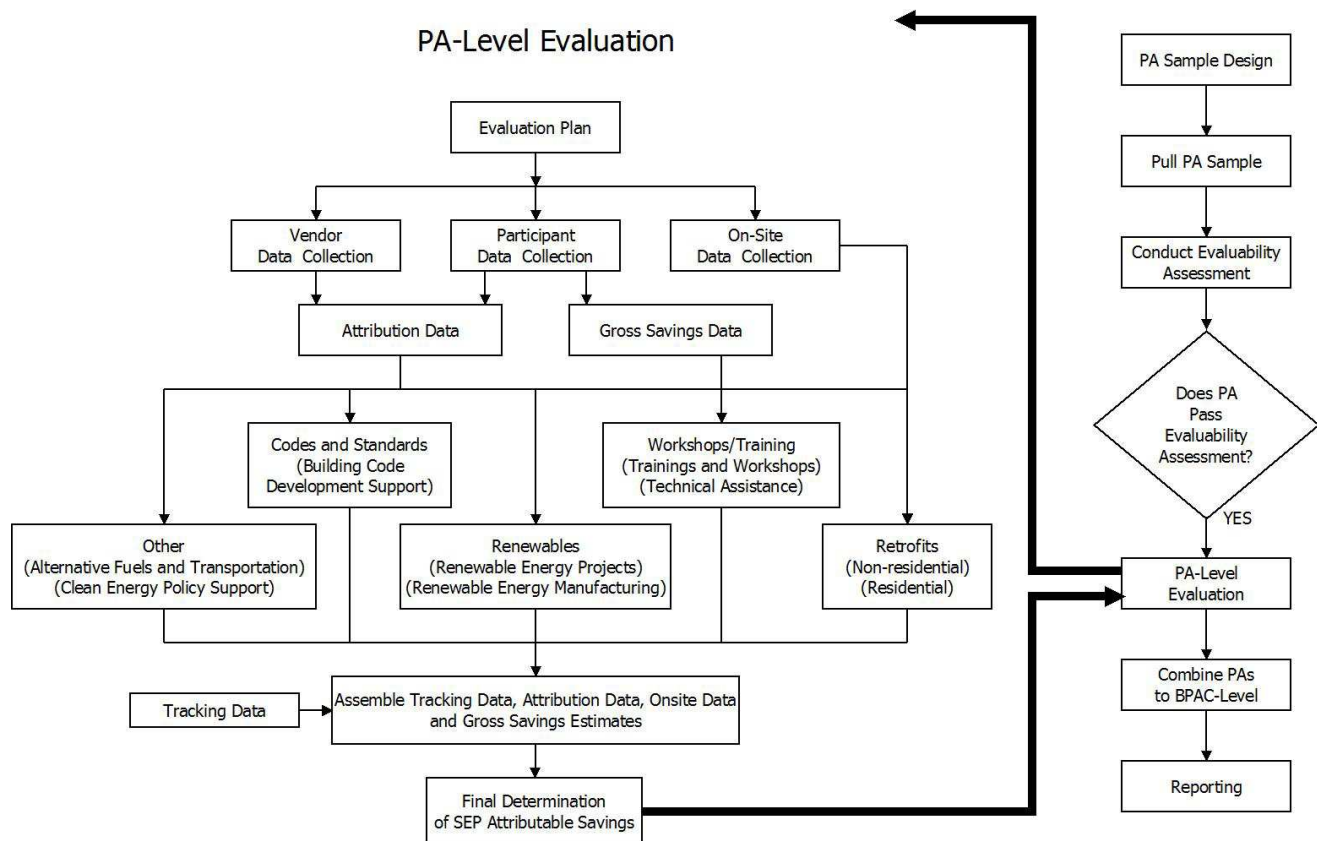 PA-Level Evaluation
Evaluation Plan
Vendor
Data Collection
Participant
Data Collection
On-Site
Data Collection
Attribution Data
Gross Savings Data
Codes and Standards
(Building Code
Development Support)
Workshops/Training
(Trainings and Workshops)
(Technical Assistance)
Other
(Alternative Fuels and Transportation)
(Clean Energy Policy Support)
Renewables
(Renewable Energy Projects)
(Renewable Energy Manufacturing)
Retrofits
(Non-residential)
(Residential)
Tracking Data
Assemble Tracking Data, Attribution Data, Onsite Data
and Gross Savings Estimates
Final Determination
of SEP Attributable Savings
PA Sample Design
Pull PA Sample
Conduct Evaluability
Assessment
Does PA
Pass
Evaluability
Assessment?
YES
PA-Level
Evaluation
Combine PAs
to BPAC-Level
Reporting